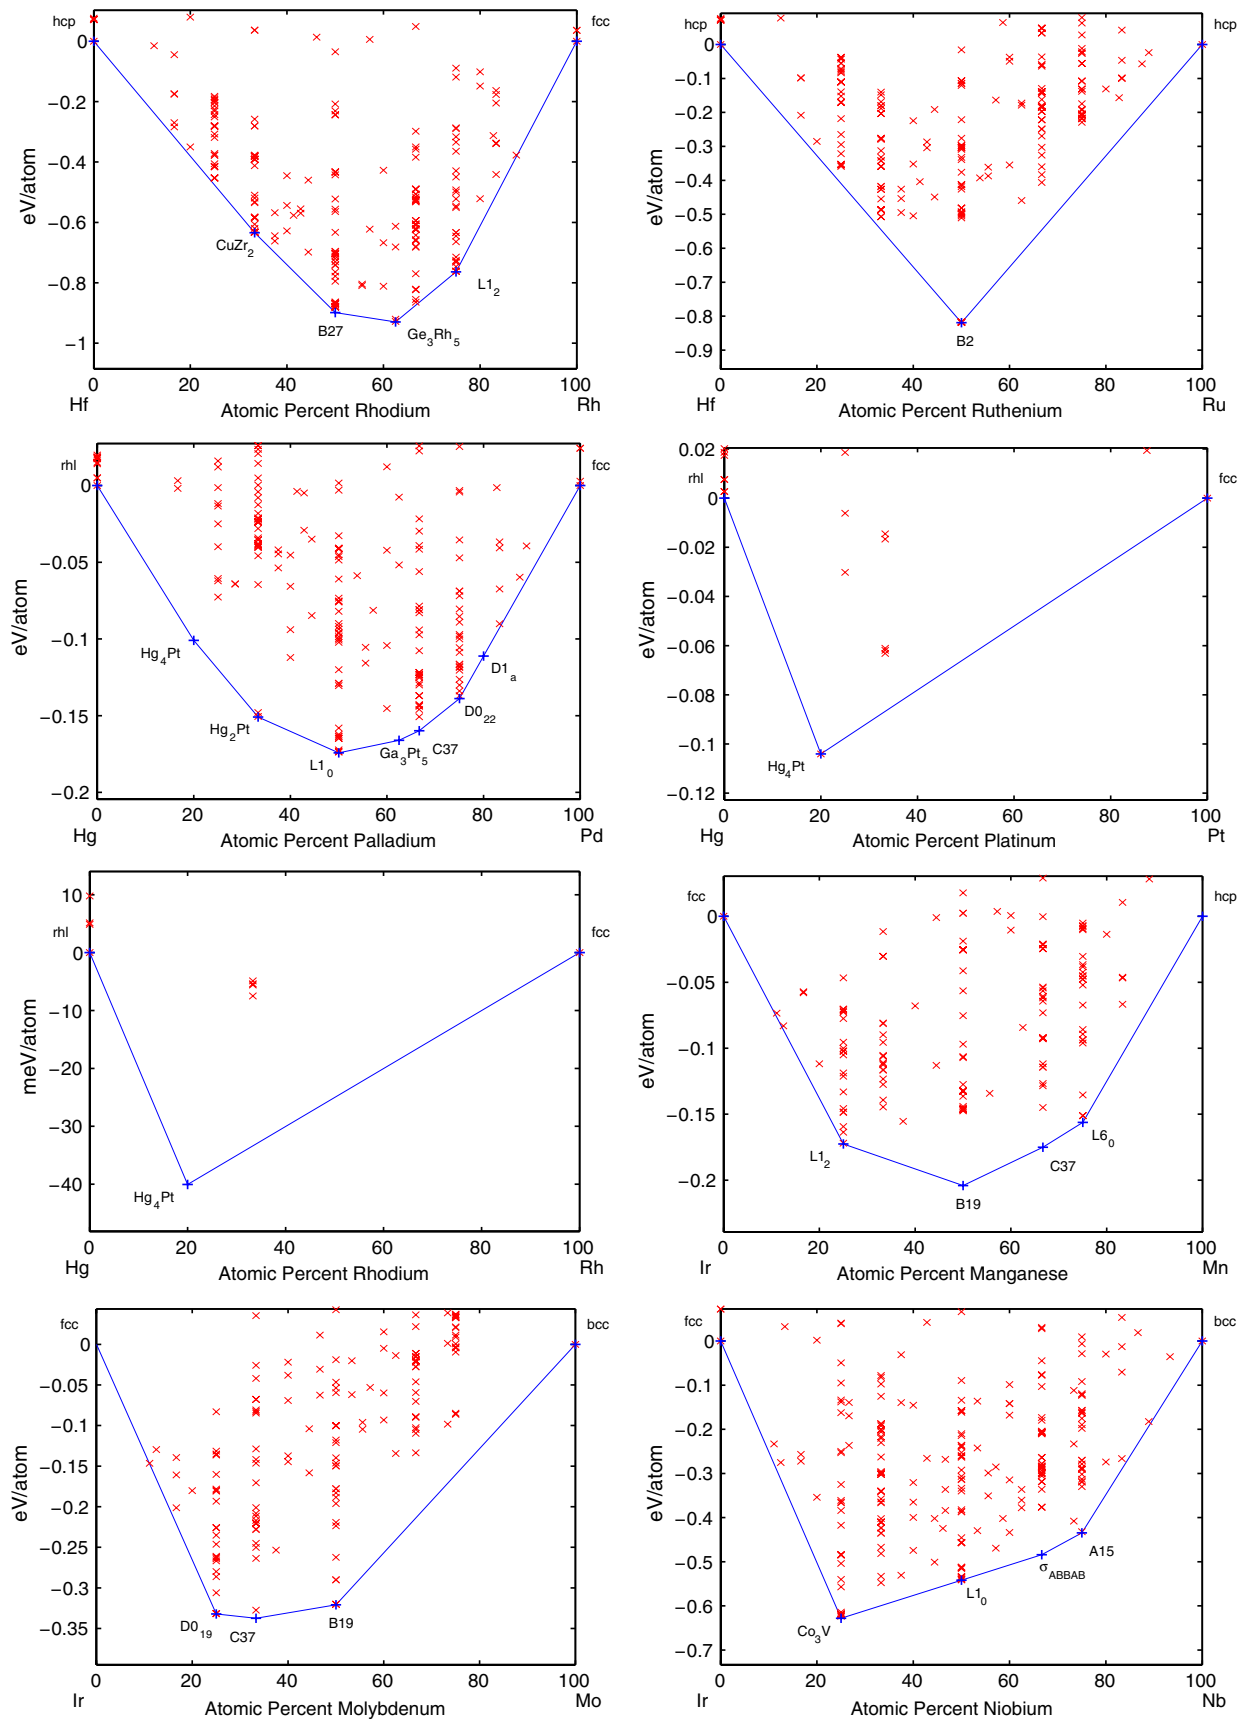 hcp
fcc
0
−0.2
−0.4
−0.6
−0.8
−1
eV/atom
CuZr2
B27
Ge3Rh5
L12
0 20 40 60 80 100
Hf Atomic Percent Rhodium Rh
hcp
hcp
0
−0.1
−0.2
−0.3
−0.4
−0.5
−0.6
−0.7
−0.8
−0.9
eV/atom
B2
0 20 40 60 80 100
Hf Atomic Percent Ruthenium Ru
rhl
fcc
0
−0.05
−0.1
−0.15
−0.2
eV/atom
Hg4Pt
Hg2Pt
L10
Ga3Pt5
C37
D022
D1a
0 20 40 60 80 100
Hg Atomic Percent Palladium Pd
rhl
fcc
0.02
0
−0.02
−0.04
−0.06
−0.08
−0.1
−0.12
eV/atom
Hg4Pt
0 20 40 60 80 100
Hg Atomic Percent Platinum Pt
rhl
fcc
10
0
−10
−20
−30
−40
meV/atom
Hg4Pt
0 20 40 60 80 100
Hg Atomic Percent Rhodium Rh
fcc
hcp
0
−0.05
−0.1
−0.15
−0.2
eV/atom
L12
B19
C37
L60
0 20 40 60 80 100
Ir Atomic Percent Manganese Mn
fcc
bcc
0
−0.05
−0.1
−0.15
−0.2
−0.25
−0.3
−0.35
eV/atom
D019
C37
B19
0 20 40 60 80 100
Ir Atomic Percent Molybdenum Mo
fcc
bcc
0
−0.1
−0.2
−0.3
−0.4
−0.5
−0.6
−0.7
eV/atom
Co3V
L10
σABBAB
A15
0 20 40 60 80 100
Ir Atomic Percent Niobium Nb